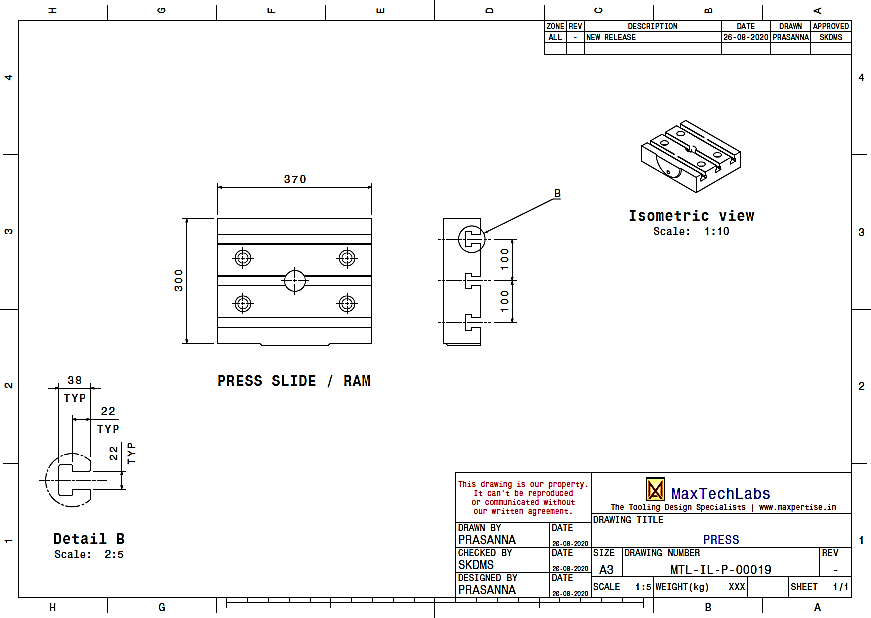 H G F E D C B A
ZONE REV DESCRIPTION DATE DRAWN APPROVED
ALL - NEW RELEASE 26-08-2020 PRASANNA SKDMS
4 4
Isometric view
Scale: 1:10
3 3
370
300
B
100
100
PRESS SLIDE / RAM
2 2
38
TYP
22
TYP
22
TYP
Detail B
Scale: 2:5
1 1
This drawing is our property.
It can't be reproduced
or communicated without
our written agreement.
MaxTechLabs
The Tooling Design Specialists | www.maxpertise.in
DRAWN BY DATE
PRASANNA 26-08-2020
CHECKED BY DATE
SKDMS 26-08-2020
DESIGNED BY DATE
PRASANNA 26-08-2020
DRAWING TITLE
PRESS
SIZE DRAWING NUMBER REV
A3 MTL-IL-P-00019 -
SCALE 1:5 WEIGHT(kg) XXX SHEET 1/1
H G B A